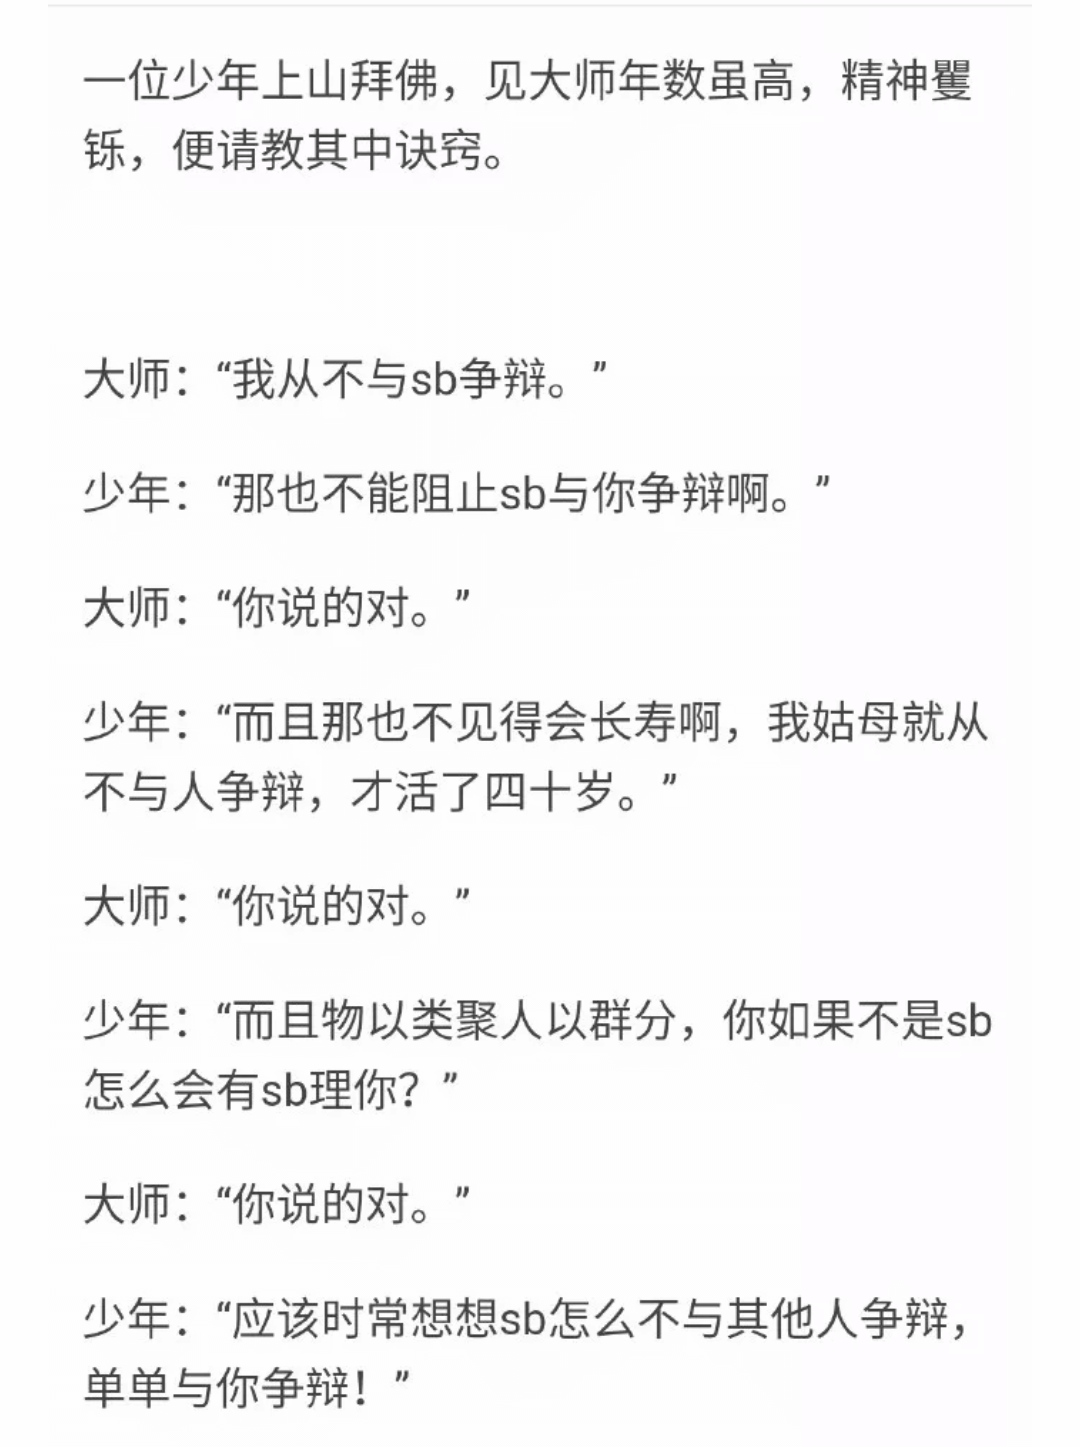 一位少年上山拜佛，见大师年数虽高，精神矍
铄，便请教其中诀窍。
大师：“我从不与sb争辩。”
少年：“那也不能阻止sb与你争辩啊。”
大师：“你说的对。”
少年：“而且那也不见得会长寿啊，我姑母就从
不与人争辩，才活了四十岁。”
大师：“你说的对。”
少年：“而且物以类聚人以群分，你如果不是sb
怎么会有sb理你？”
大师：“你说的对。”
少年：“应该时常想想sb怎么不与其他人争辩，
单单与你争辩！”